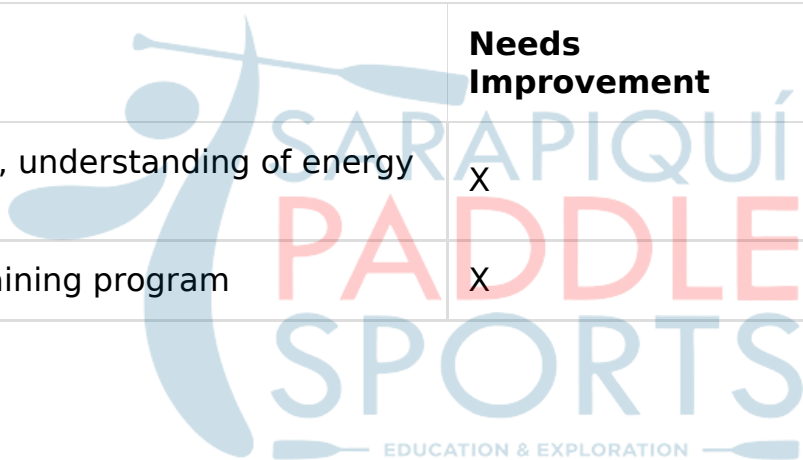 Needs
Improvement
, understanding of energy
X
ining program
X
SARAPIQUÍ
PADDLE
SPORTS
EDUCATION & EXPLORATION